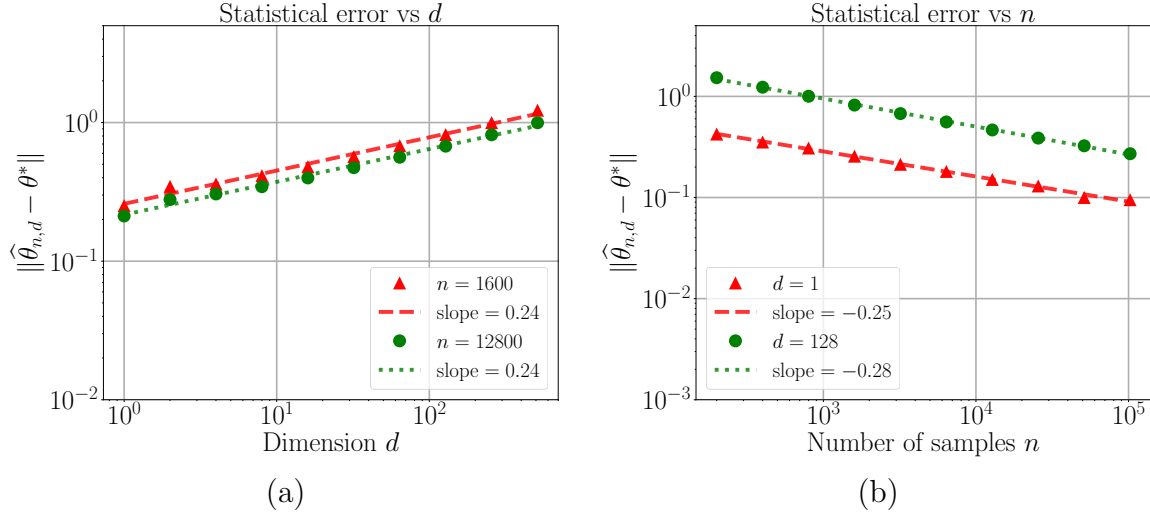 Statistical error vs d
‖θ̂_{n,d} − θ*‖
10^0
10^{-1}
10^{-2}
n = 1600
slope = 0.24
n = 12800
slope = 0.24
10^0
10^1
10^2
Dimension d
(a)
Statistical error vs n
‖θ̂_{n,d} − θ*‖
10^0
10^{-1}
10^{-2}
10^{-3}
d = 1
slope = −0.25
d = 128
slope = −0.28
10^3
10^4
10^5
Number of samples n
(b)